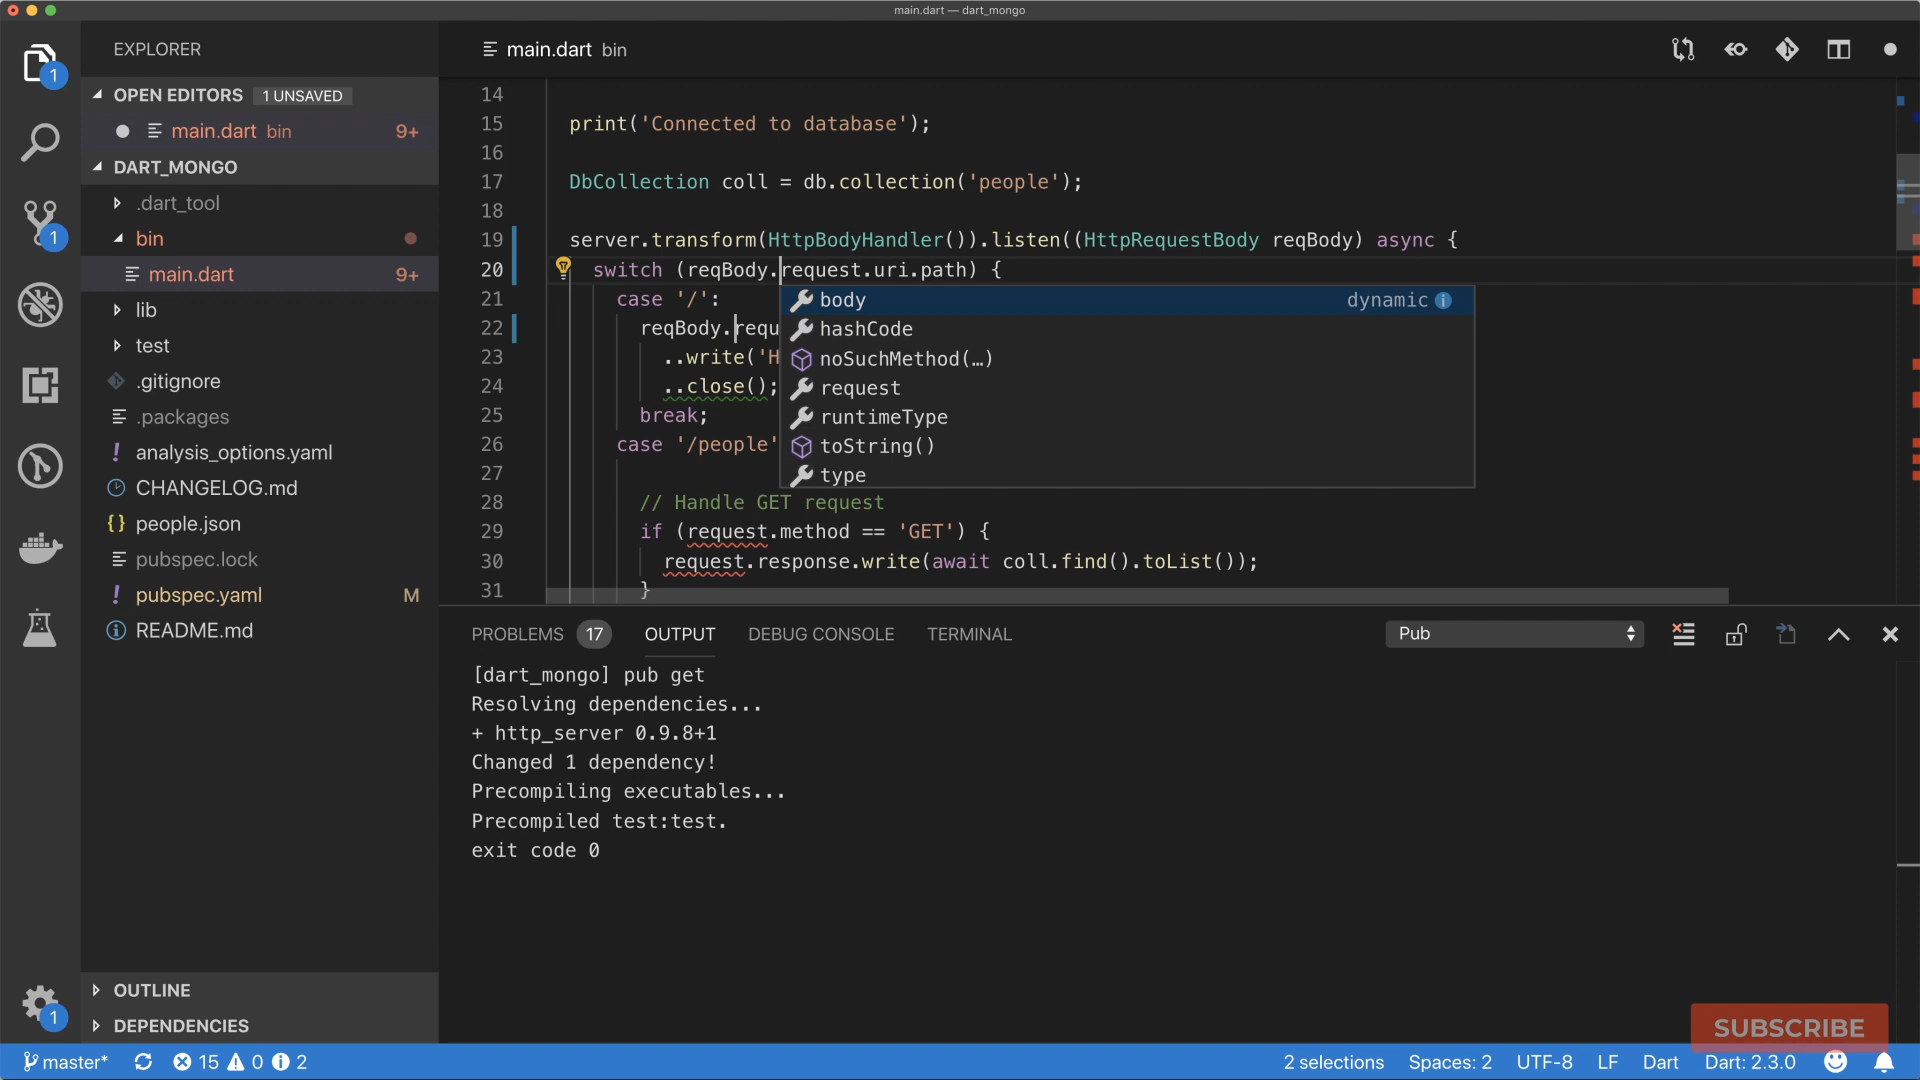 main.dart — dart_mongo
EXPLORER
OPEN EDITORS 1 UNSAVED
main.dart bin 9+
DART_MONGO
.dart_tool
bin
main.dart 9+
lib
test
.gitignore
.packages
analysis_options.yaml
CHANGELOG.md
people.json
pubspec.lock
pubspec.yaml M
README.md
OUTLINE
DEPENDENCIES
1
1
1
main.dart bin
14
15 print('Connected to database');
16
17 DbCollection coll = db.collection('people');
18
19 server.transform(HttpBodyHandler()).listen((HttpRequestBody reqBody) async {
20 switch (reqBody.request.uri.path) {
21 case '/':
22 reqBody.requ
23 ..write('H
24 ..close();
25 break;
26 case '/people'
27
28 // Handle GET request
29 if (request.method == 'GET') {
30 request.response.write(await coll.find().toList());
31 }
body dynamic
hashCode
noSuchMethod(…)
request
runtimeType
toString()
type
PROBLEMS 17 OUTPUT DEBUG CONSOLE TERMINAL Pub
[dart_mongo] pub get
Resolving dependencies...
+ http_server 0.9.8+1
Changed 1 dependency!
Precompiling executables...
Precompiled test:test.
exit code 0
SUBSCRIBE
master* 15 0 2 2 selections Spaces: 2 UTF-8 LF Dart Dart: 2.3.0